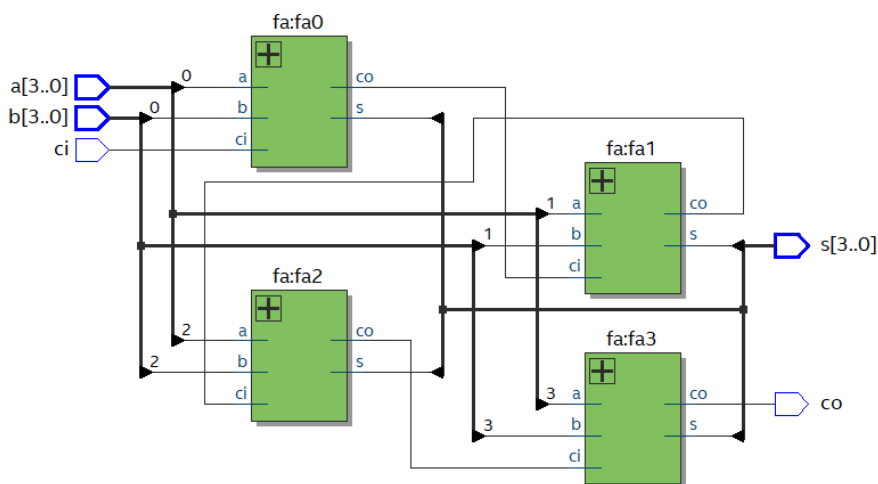 fa:fa0
a[3..0] 0 a co
b[3..0] 0 b s
ci ci
fa:fa1
1 a co
1 b s s[3..0]
ci
fa:fa2
2 a co
2 b s
ci
fa:fa3
3 a co co
3 b s
ci